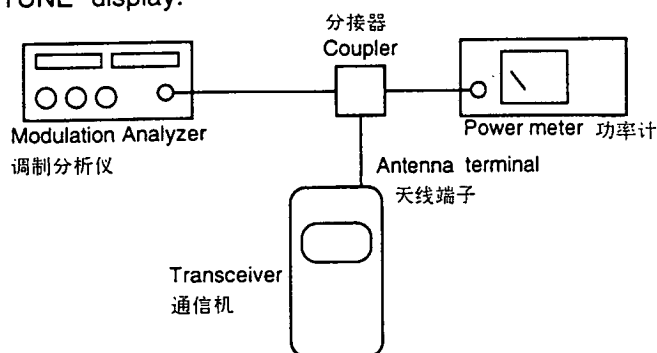 TUNE" display.
分接器
Coupler
Modulation Analyzer
调制分析仪
Power meter 功率计
Antenna terminal
天线端子
Transceiver
通信机